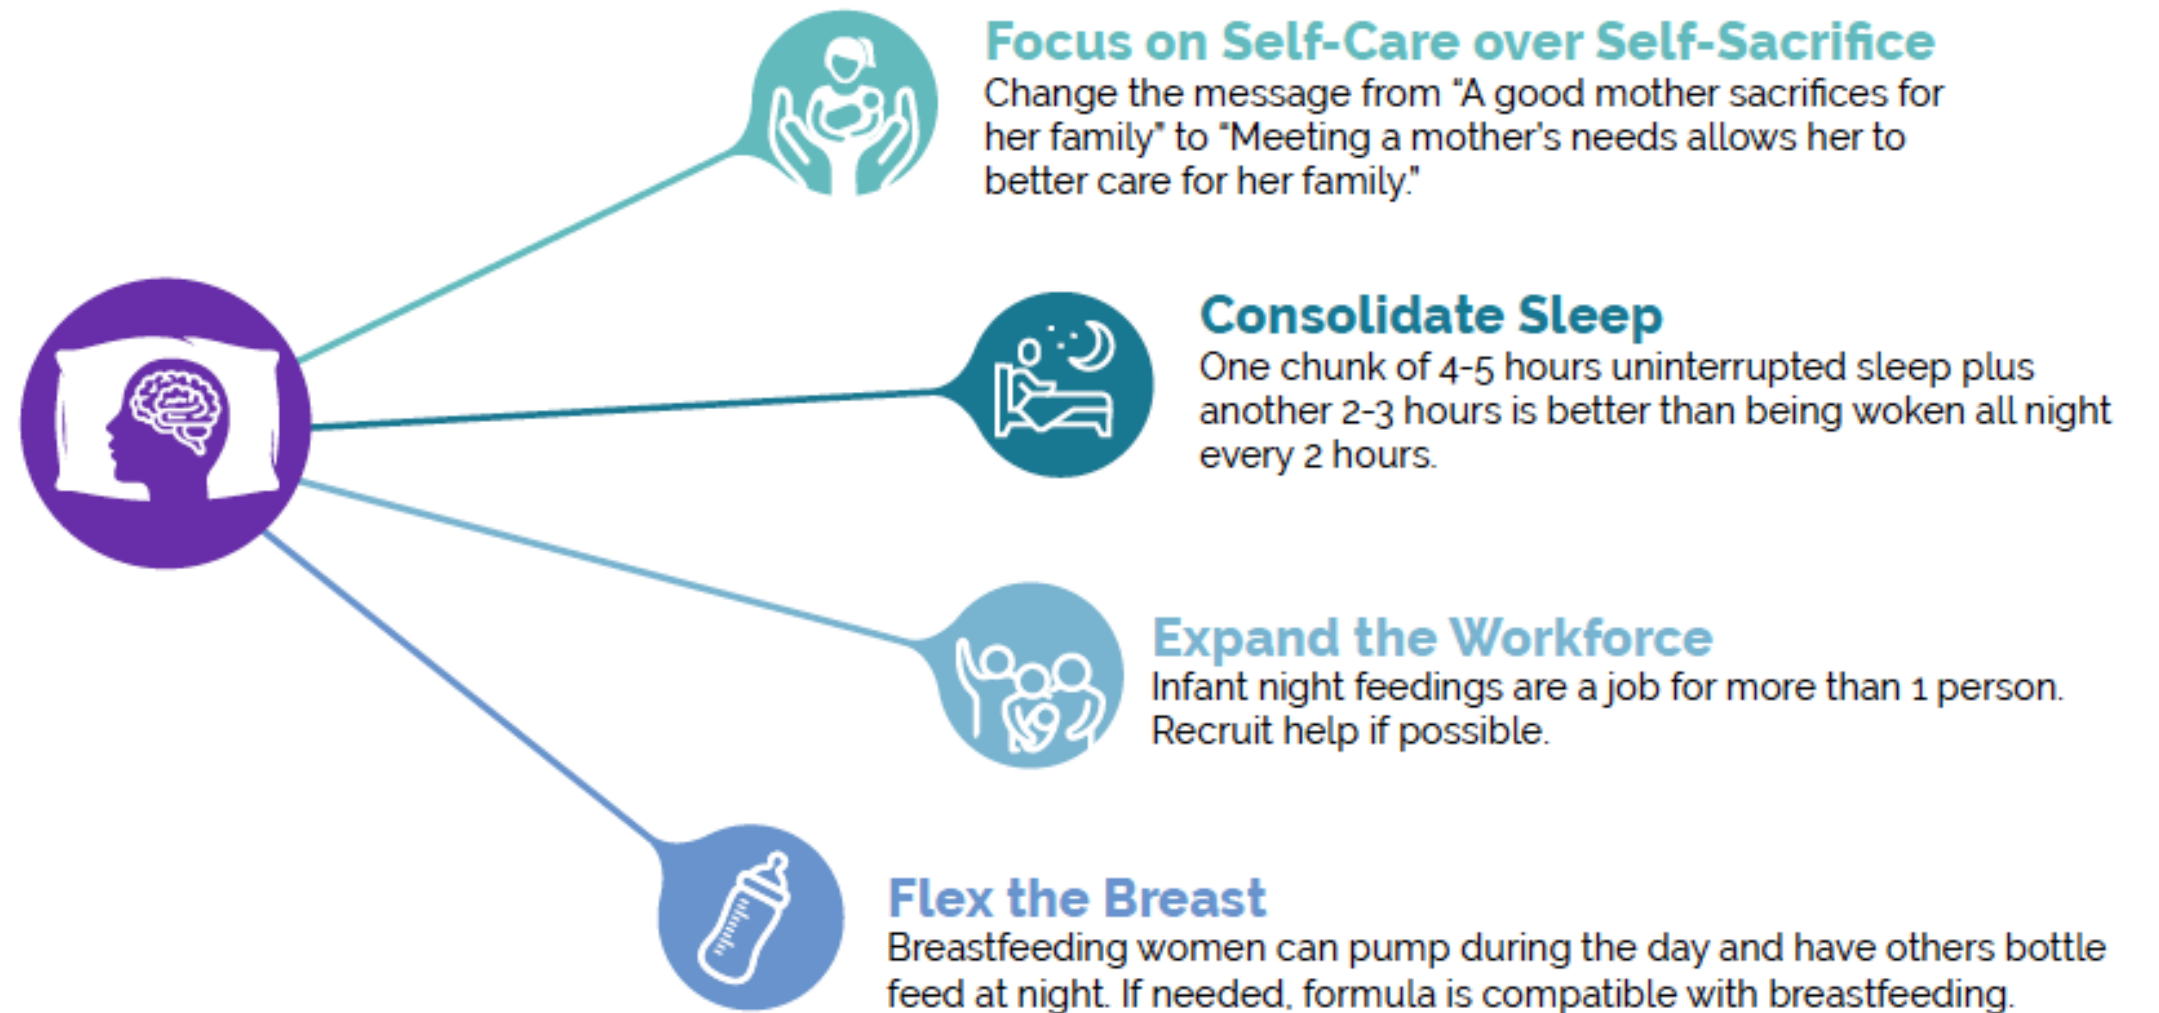 Focus on Self-Care over Self-Sacrifice
Change the message from “A good mother sacrifices for
her family” to “Meeting a mother’s needs allows her to
better care for her family.”
Consolidate Sleep
One chunk of 4-5 hours uninterrupted sleep plus
another 2-3 hours is better than being woken all night
every 2 hours.
Expand the Workforce
Infant night feedings are a job for more than 1 person.
Recruit help if possible.
Flex the Breast
Breastfeeding women can pump during the day and have others bottle
feed at night. If needed, formula is compatible with breastfeeding.